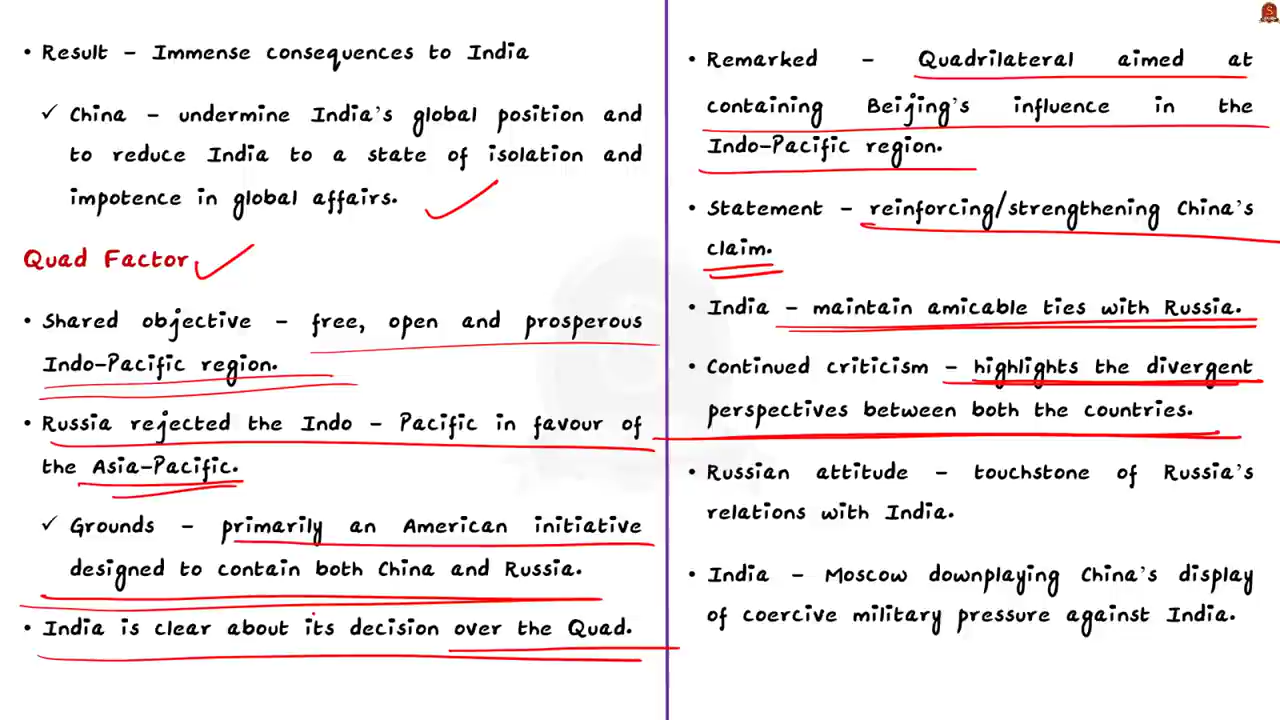 • Result – Immense consequences to India
✓ China – undermine India's global position and
to reduce India to a state of isolation and
impotence in global affairs.
Quad Factor
• Shared objective – free, open and prosperous
Indo-Pacific region.
• Russia rejected the Indo – Pacific in favour of
the Asia-Pacific.
✓ Grounds – primarily an American initiative
designed to contain both China and Russia.
• India is clear about its decision over the Quad.
• Remarked – Quadrilateral aimed at
containing Beijing's influence in the
Indo-Pacific region.
• Statement – reinforcing/strengthening China's
claim.
• India – maintain amicable ties with Russia.
• Continued criticism – highlights the divergent
perspectives between both the countries.
• Russian attitude – touchstone of Russia's
relations with India.
• India – Moscow downplaying China's display
of coercive military pressure against India.